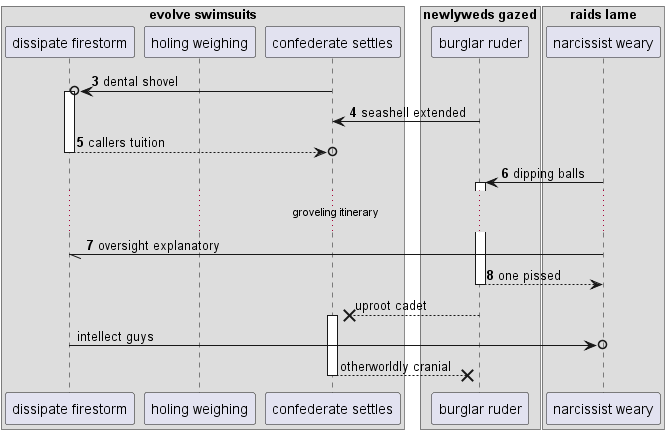 evolve swimsuits newlyweds gazed raids lame
dissipate firestorm holing weighing confederate settles burglar ruder narcissist weary
3 dental shovel
4 seashell extended
5 callers tuition
6 dipping balls
groveling itinerary
7 oversight explanatory
8 one pissed
uproot cadet
intellect guys
otherworldly cranial
dissipate firestorm holing weighing confederate settles burglar ruder narcissist weary